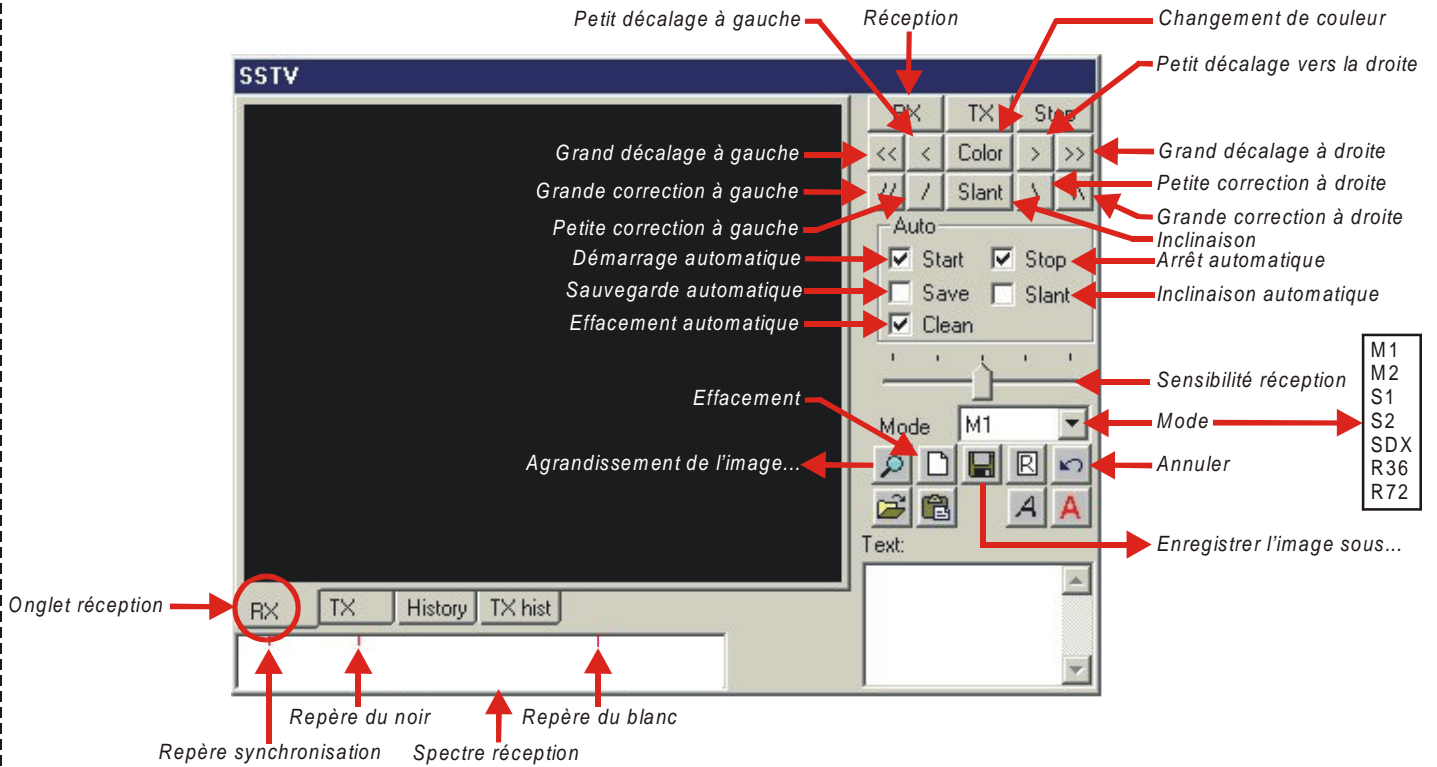 Petit décalage à gauche
Réception
Changement de couleur
Petit décalage vers la droite
SSTV
RX TX Stop
Grand décalage à gauche
<< < Color > >>
Grand décalage à droite
Grande correction à gauche
// / Slant \ \\
Petite correction à droite
Grande correction à droite
Petite correction à gauche
Auto
Inclinaison
Démarrage automatique
Start Stop
Arrêt automatique
Sauvegarde automatique
Save Slant
Inclinaison automatique
Effacement automatique
Clean
Sensibilité réception
Effacement
Mode M1
Mode
M1
M2
S1
S2
SDX
R36
R72
Agrandissement de l'image...
R
Annuler
A A
Text:
Enregistrer l'image sous...
Onglet réception
RX TX History TX hist
Repère du noir
Repère du blanc
Repère synchronisation
Spectre réception